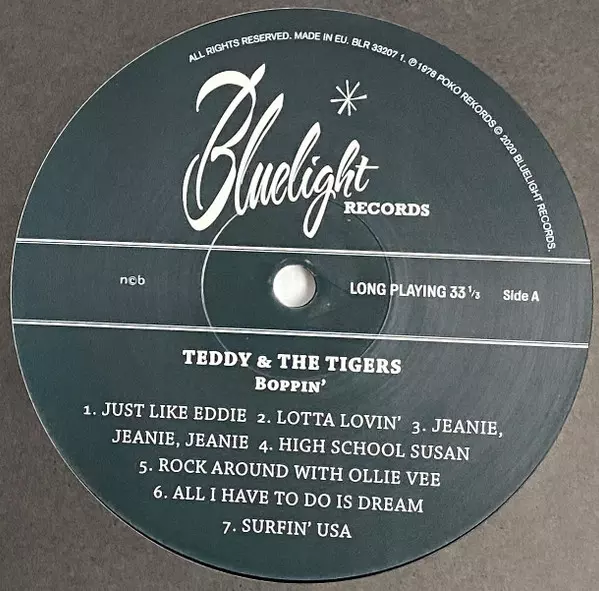 ALL RIGHTS RESERVED. MADE IN EU. BLR 33207 1. ℗ 1978 POKO REKORDS © 2020 BLUELIGHT RECORDS.
Bluelight
RECORDS
n©b
LONG PLAYING 33 1/3
Side A
TEDDY & THE TIGERS
BOPPIN'
1. JUST LIKE EDDIE 2. LOTTA LOVIN' 3. JEANIE,
JEANIE, JEANIE 4. HIGH SCHOOL SUSAN
5. ROCK AROUND WITH OLLIE VEE
6. ALL I HAVE TO DO IS DREAM
7. SURFIN' USA